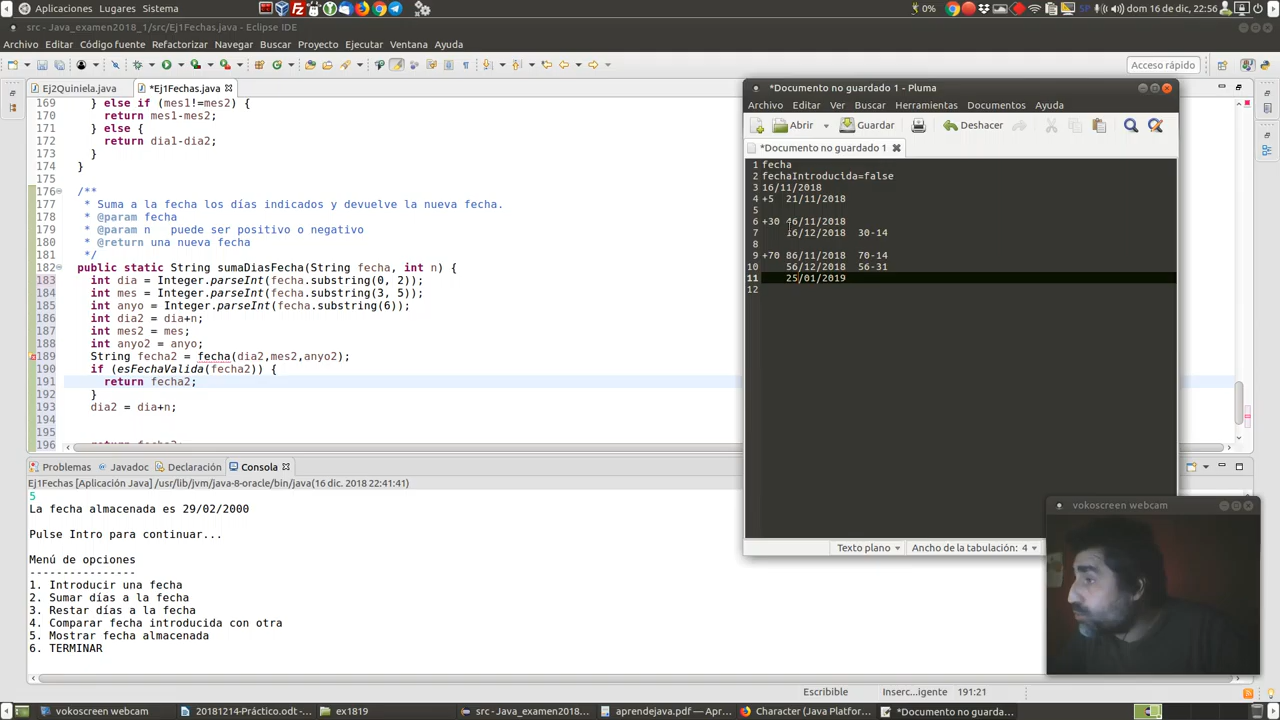 Aplicaciones Lugares Sistema
0% SP dom 16 de dic, 22:56
src - Java_examen2018_1/src/Ej1Fechas.java - Eclipse IDE
Archivo Editar Código fuente Refactorizar Navegar Buscar Proyecto Ejecutar Ventana Ayuda
Acceso rápido
Ej2Quiniela.java *Ej1Fechas.java
169 } else if (mes1!=mes2) {
170 return mes1-mes2;
171 } else {
172 return dia1-dia2;
173 }
174 }
175
176 /**
177 * Suma a la fecha los días indicados y devuelve la nueva fecha.
178 * @param fecha
179 * @param n puede ser positivo o negativo
180 * @return una nueva fecha
181 */
182 public static String sumaDiasFecha(String fecha, int n) {
183 int dia = Integer.parseInt(fecha.substring(0, 2));
184 int mes = Integer.parseInt(fecha.substring(3, 5));
185 int anyo = Integer.parseInt(fecha.substring(6));
186 int dia2 = dia+n;
187 int mes2 = mes;
188 int anyo2 = anyo;
189 String fecha2 = fecha(dia2,mes2,anyo2);
190 if (esFechaValida(fecha2)) {
191 return fecha2;
192 }
193 dia2 = dia+n;
194
195
196 return fecha2;
*Documento no guardado 1 - Pluma
Archivo Editar Ver Buscar Herramientas Documentos Ayuda
Abrir Guardar Deshacer
*Documento no guardado 1
1 fecha
2 fechaIntroducida=false
3 16/11/2018
4 +5 21/11/2018
5
6 +30 46/11/2018
7 16/12/2018 30-14
8
9 +70 86/11/2018 70-14
10 56/12/2018 56-31
11 25/01/2019
12
Texto plano Ancho de la tabulación: 4
vokoscreen webcam
Problemas Javadoc Declaración Consola
Ej1Fechas [Aplicación Java] /usr/lib/jvm/java-8-oracle/bin/java(16 dic. 2018 22:41:41)
5
La fecha almacenada es 29/02/2000
Pulse Intro para continuar...
Menú de opciones
----------------
1. Introducir una fecha
2. Sumar días a la fecha
3. Restar días a la fecha
4. Comparar fecha introducida con otra
5. Mostrar fecha almacenada
6. TERMINAR
Escribible Inserc...igente 191:21
vokoscreen webcam 20181214-Práctico.odt -... ex1819 src - Java_examen2018... aprendejava.pdf — Apr... Character (Java Platfor... *Documento no guarda...